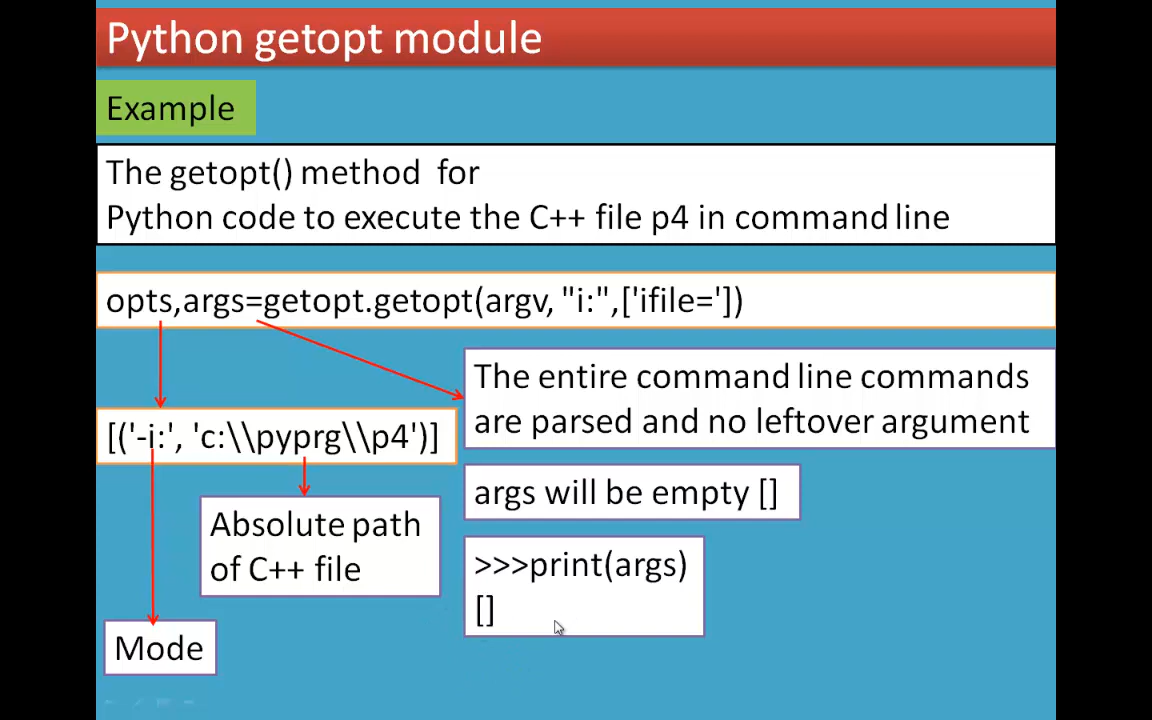 Python getopt module
Example
The getopt() method for
Python code to execute the C++ file p4 in command line
opts,args=getopt.getopt(argv, "i:",['ifile='])
The entire command line commands
are parsed and no leftover argument
[('-i:', 'c:\\pyprg\\p4')]
args will be empty []
Absolute path
of C++ file
>>>print(args)
[]
Mode